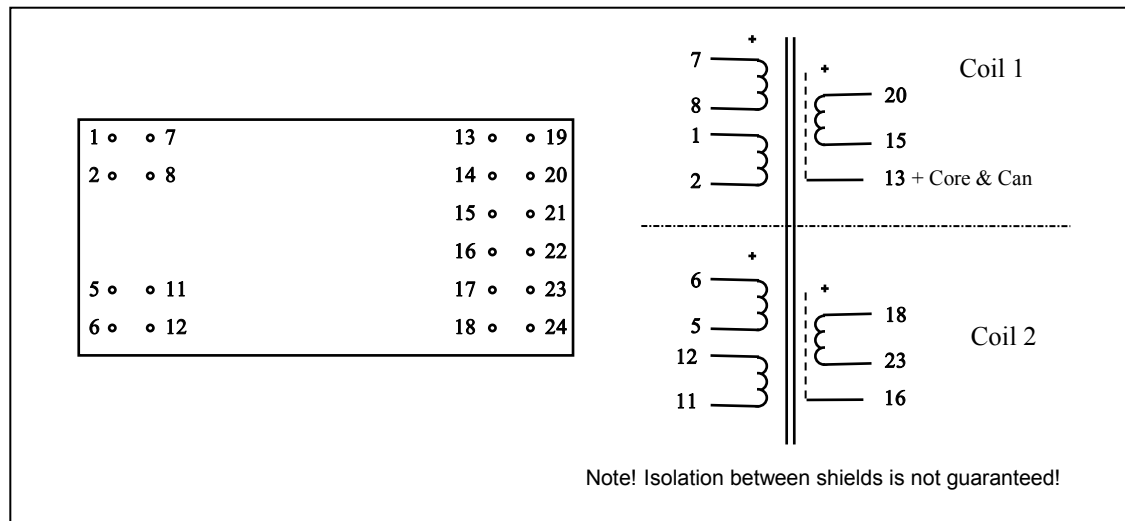 1 7 13 19
2 8 14 20
15 21
16 22
5 11 17 23
6 12 18 24
+
7
8
1
2
+
Coil 1
20
15
13 + Core & Can
+
6
5
12
11
+
18
Coil 2
23
16
Note! Isolation between shields is not guaranteed!